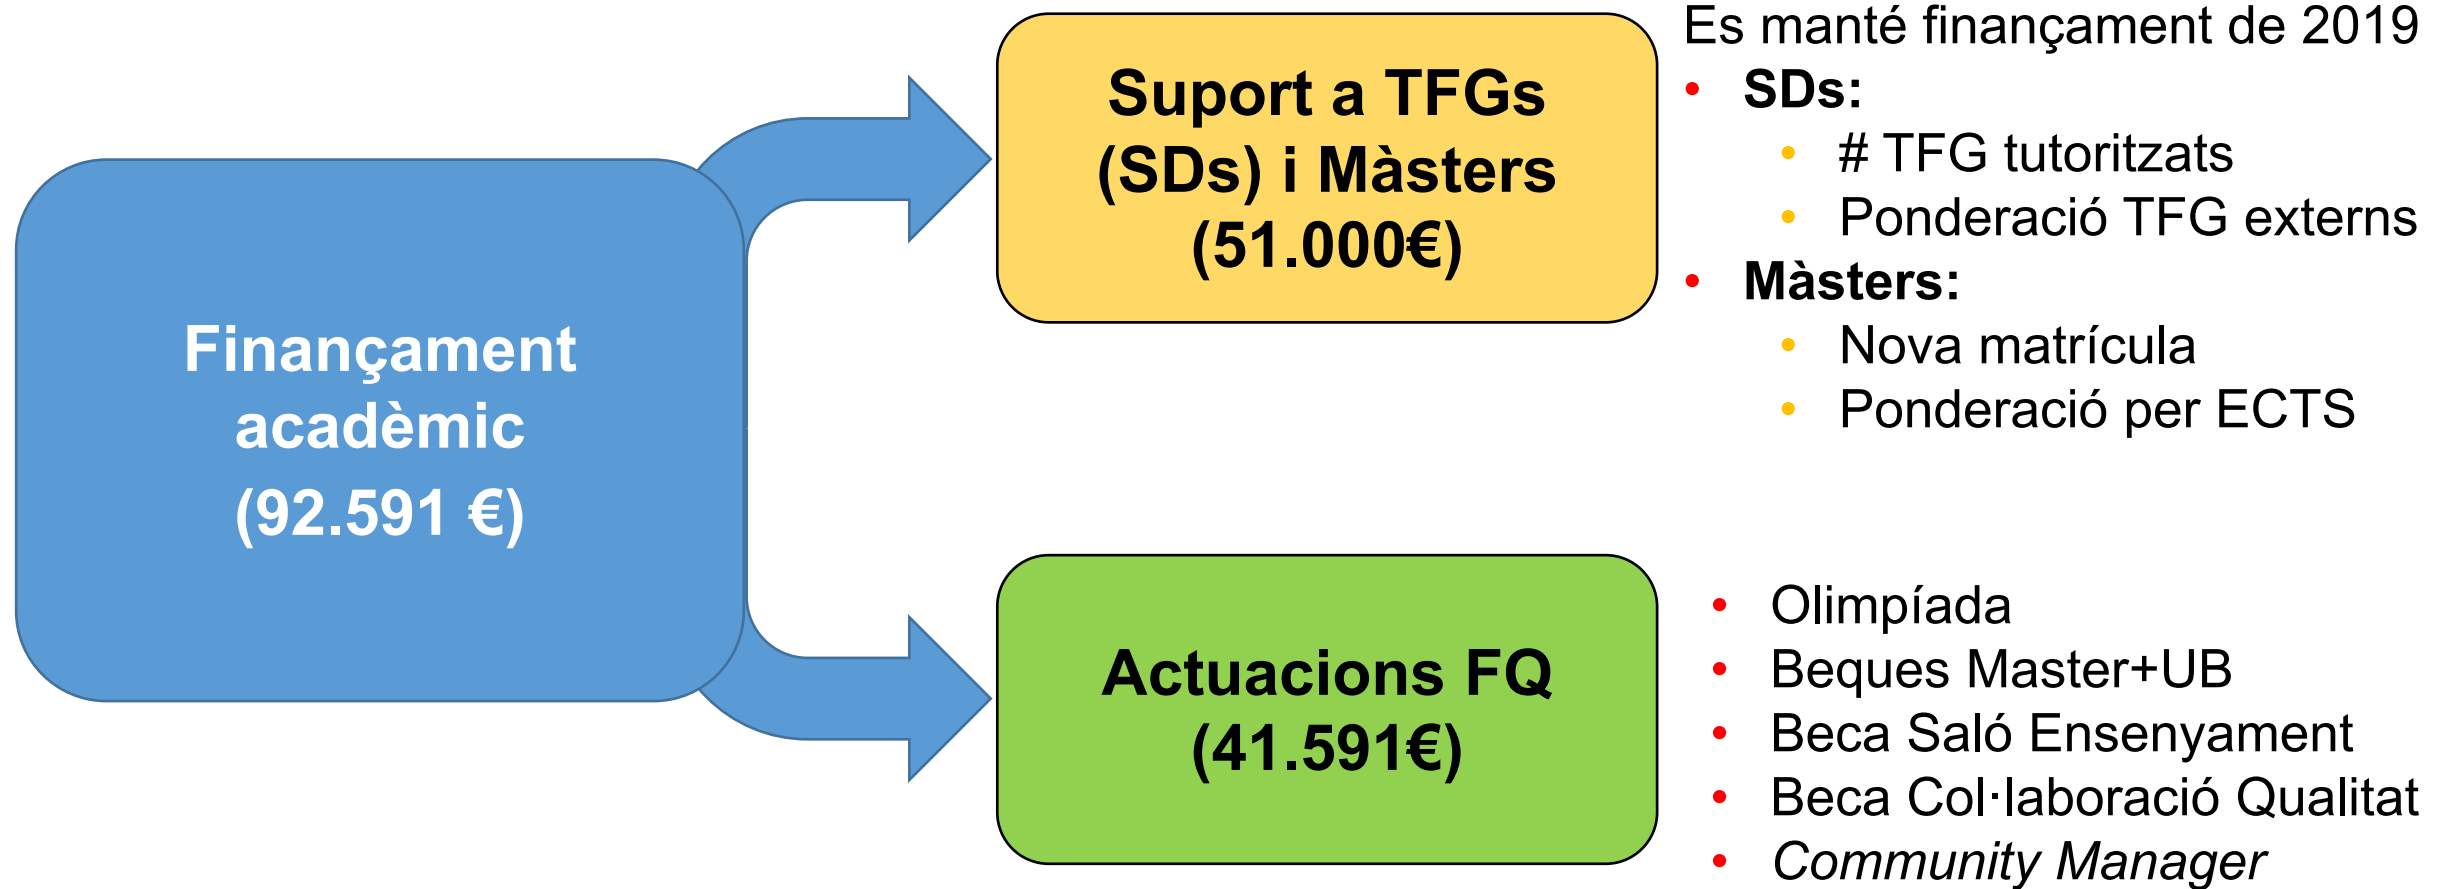 Finançament
acadèmic
(92.591 €)
Suport a TFGs
(SDs) i Màsters
(51.000€)
Es manté finançament de 2019
• SDs:
• # TFG tutoritzats
• Ponderació TFG externs
• Màsters:
• Nova matrícula
• Ponderació per ECTS
Actuacions FQ
(41.591€)
• Olimpíada
• Beques Master+UB
• Beca Saló Ensenyament
• Beca Col·laboració Qualitat
• Community Manager